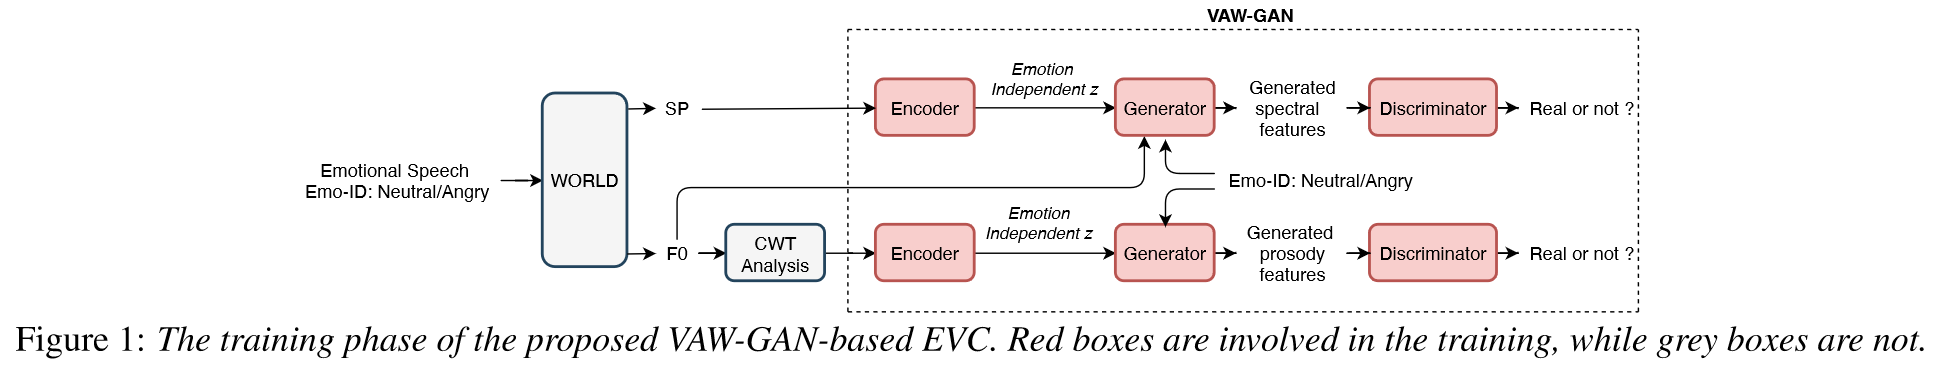 VAW-GAN
Emotional Speech
Emo-ID: Neutral/Angry
WORLD
SP
Encoder
Emotion
Independent z
Generator
Generated
spectral
features
Discriminator
Real or not ?
Emo-ID: Neutral/Angry
F0
CWT
Analysis
Encoder
Emotion
Independent z
Generator
Generated
prosody
features
Discriminator
Real or not ?
Figure 1: The training phase of the proposed VAW-GAN-based EVC. Red boxes are involved in the training, while grey boxes are not.